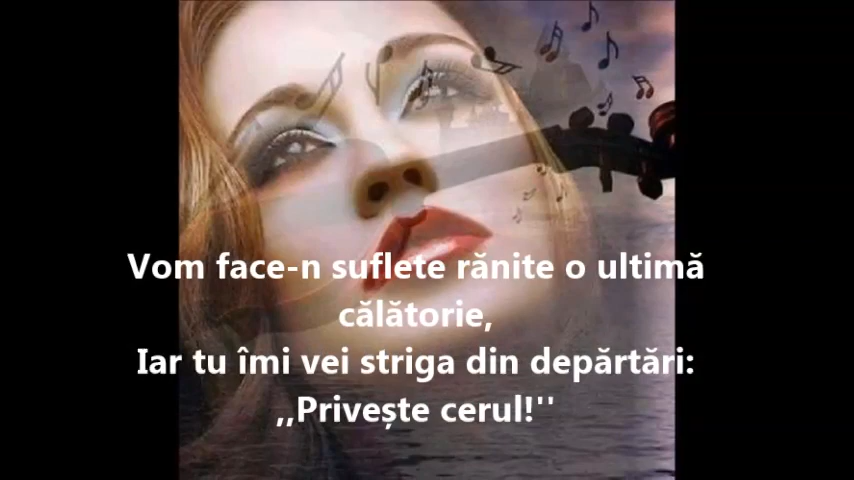 Vom face-n suflete rănite o ultimă
călătorie,
Iar tu îmi vei striga din depărtări:
,,Privește cerul!''